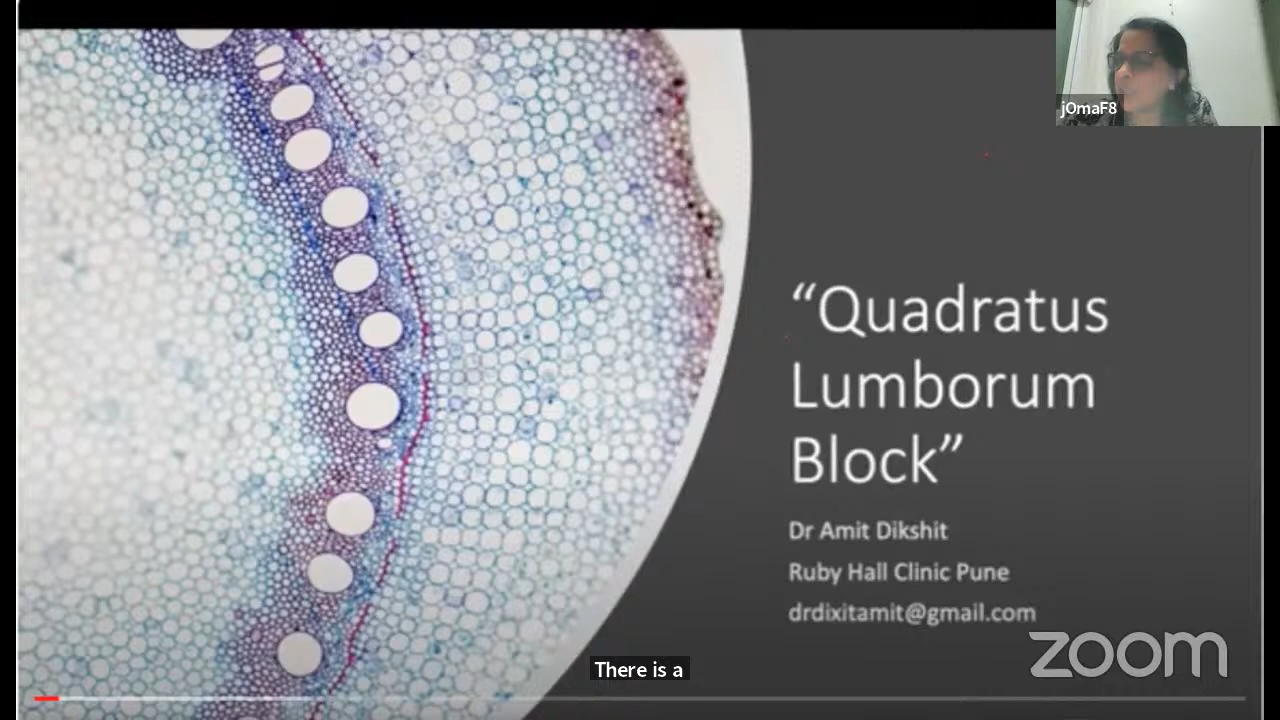 jOmaF8
“Quadratus
Lumborum
Block”
Dr Amit Dikshit
Ruby Hall Clinic Pune
drdixitamit@gmail.com
zoom
There is a